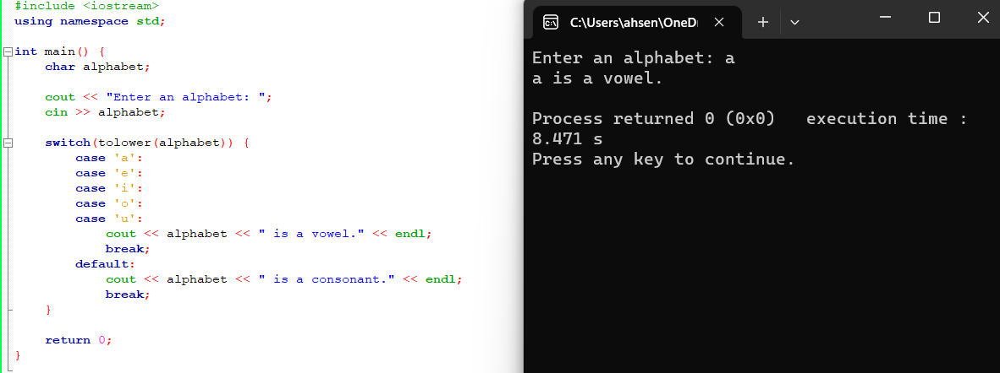 #include <iostream>
using namespace std;
int main() {
    char alphabet;
    cout << "Enter an alphabet: ";
    cin >> alphabet;
    switch(tolower(alphabet)) {
        case 'a':
        case 'e':
        case 'i':
        case 'o':
        case 'u':
            cout << alphabet << " is a vowel." << endl;
            break;
        default:
            cout << alphabet << " is a consonant." << endl;
            break;
    }
    return 0;
}
C:\Users\ahsen\OneD
Enter an alphabet: a
a is a vowel.
Process returned 0 (0x0)   execution time :
8.471 s
Press any key to continue.